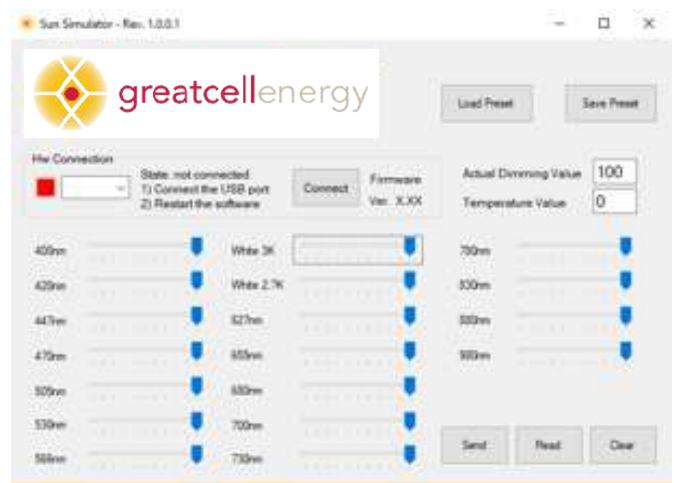 Sun Simulator - Rev. 1.0.0.1
greatcellenergy
Load Preset
Save Preset
Hw Connection
State: not connected
1) Connect the USB port
2) Restart the software
Connect
Firmware
Ver. X.XX
Actual Dimming Value
100
Temperature Value
0
400nm
White 3K
780nm
420nm
White 2.7K
830nm
447nm
627nm
880nm
470nm
655nm
505nm
680nm
530nm
700nm
730nm
Send
Read
Clear